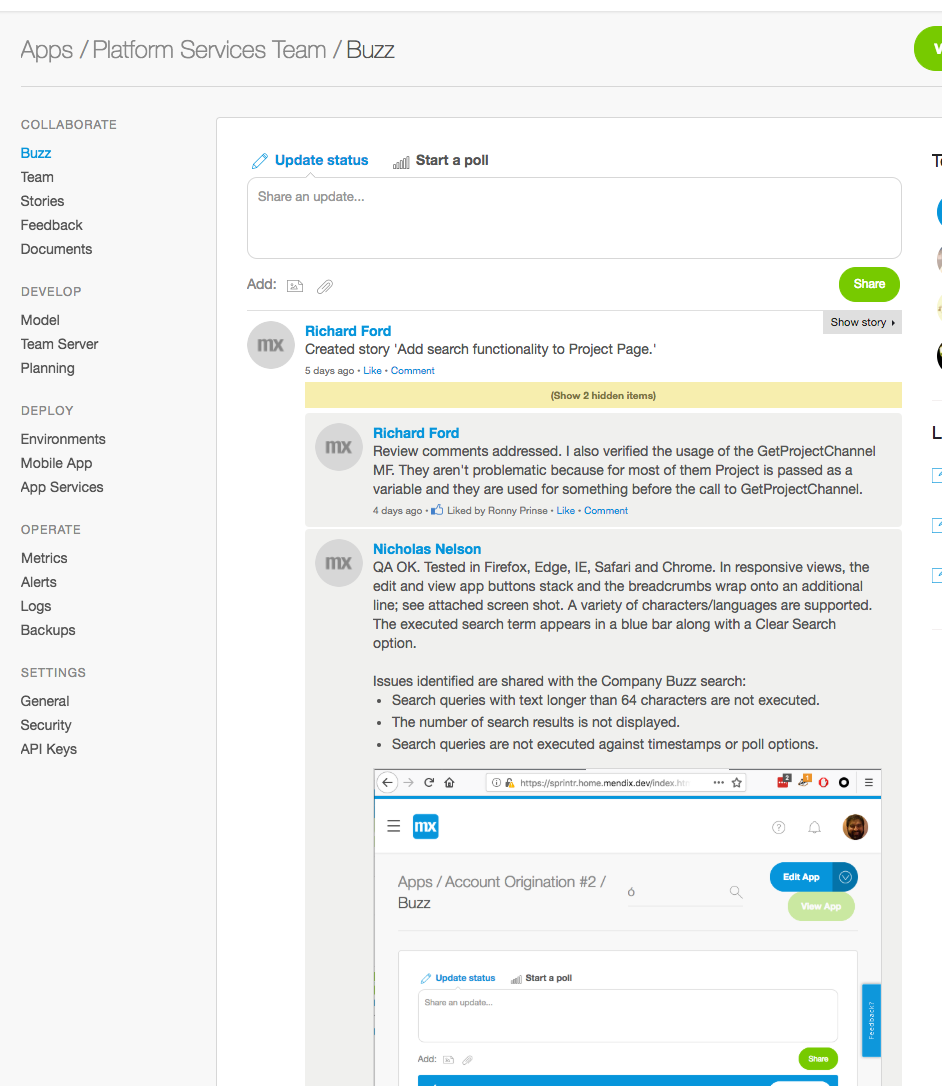 Apps / Platform Services Team / Buzz
COLLABORATE
Buzz
Team
Stories
Feedback
Documents
DEVELOP
Model
Team Server
Planning
DEPLOY
Environments
Mobile App
App Services
OPERATE
Metrics
Alerts
Logs
Backups
SETTINGS
General
Security
API Keys
Update status
Start a poll
Share an update...
Add:
Share
Show story
mx
Richard Ford
Created story 'Add search functionality to Project Page.'
5 days ago • Like • Comment
(Show 2 hidden items)
mx
Richard Ford
Review comments addressed. I also verified the usage of the GetProjectChannel
MF. They aren't problematic because for most of them Project is passed as a
variable and they are used for something before the call to GetProjectChannel.
4 days ago • Liked by Ronny Prinse • Like • Comment
mx
Nicholas Nelson
QA OK. Tested in Firefox, Edge, IE, Safari and Chrome. In responsive views, the
edit and view app buttons stack and the breadcrumbs wrap onto an additional
line; see attached screen shot. A variety of characters/languages are supported.
The executed search term appears in a blue bar along with a Clear Search
option.
Issues identified are shared with the Company Buzz search:
• Search queries with text longer than 64 characters are not executed.
• The number of search results is not displayed.
• Search queries are not executed against timestamps or poll options.
https://sprintr.home.mendix.dev/index.ht
2
1
mx
Apps / Account Origination #2 /
Buzz
ó
Edit App
View App
Update status
Start a poll
Share an update...
Add:
Share
Feedback?